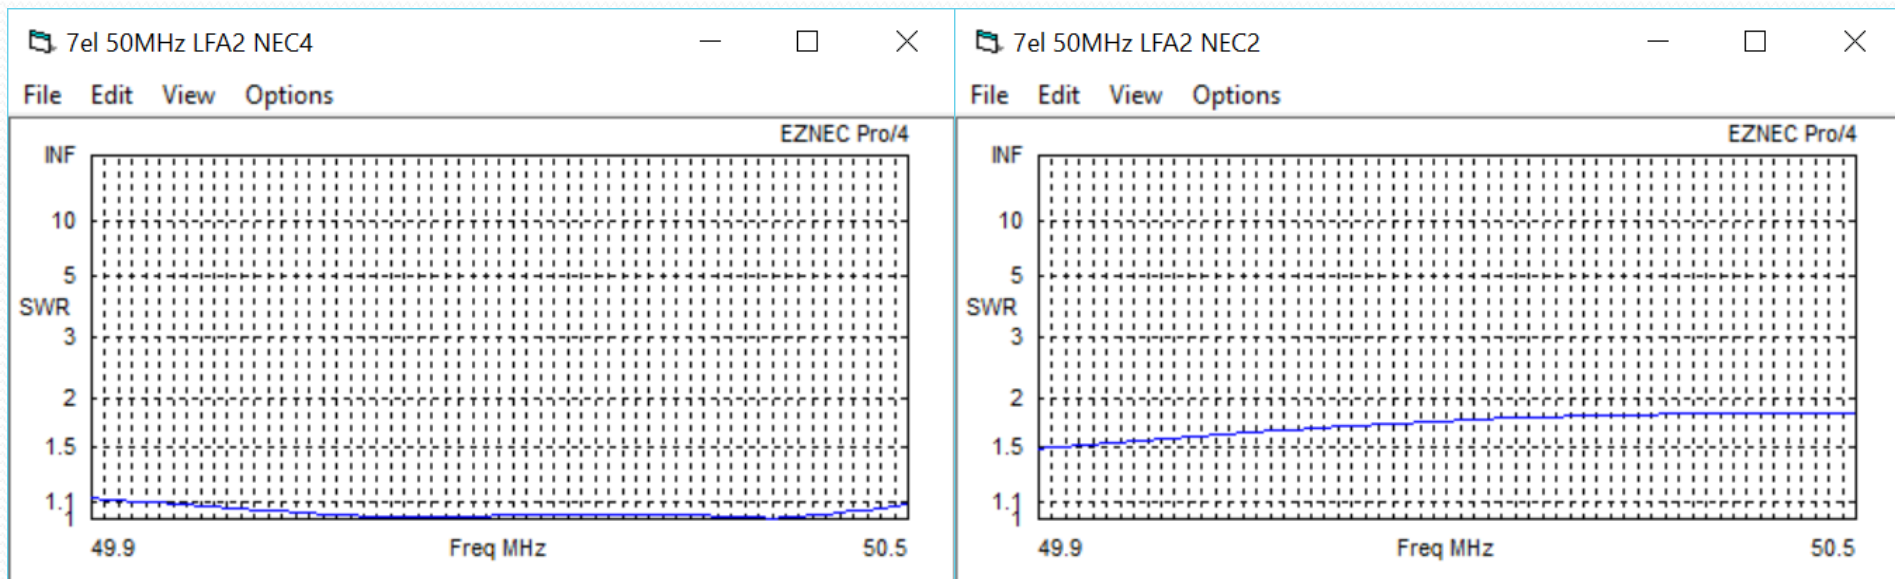 7el 50MHz LFA2 NEC4
File Edit View Options
EZNEC Pro/4
INF
10
5
SWR
3
2
1.5
1.1
1
49.9 Freq MHz 50.5
7el 50MHz LFA2 NEC2
File Edit View Options
EZNEC Pro/4
INF
10
5
SWR
3
2
1.5
1.1
1
49.9 Freq MHz 50.5